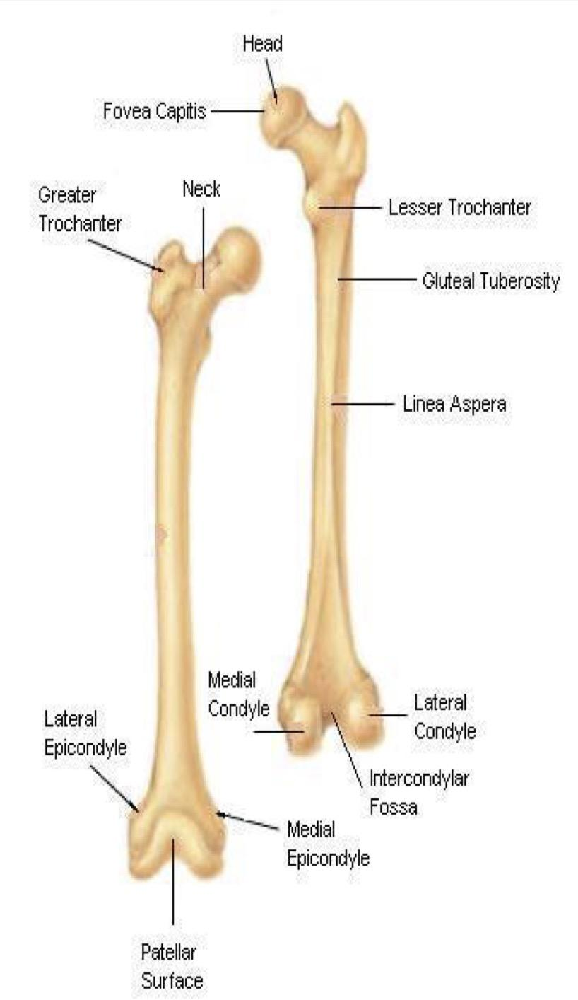 Head
Fovea Capitis
Neck
Greater
Trochanter
Lesser Trochanter
Gluteal Tuberosity
Linea Aspera
Medial
Condyle
Lateral
Condyle
Lateral
Epicondyle
Intercondylar
Fossa
Medial
Epicondyle
Patellar
Surface